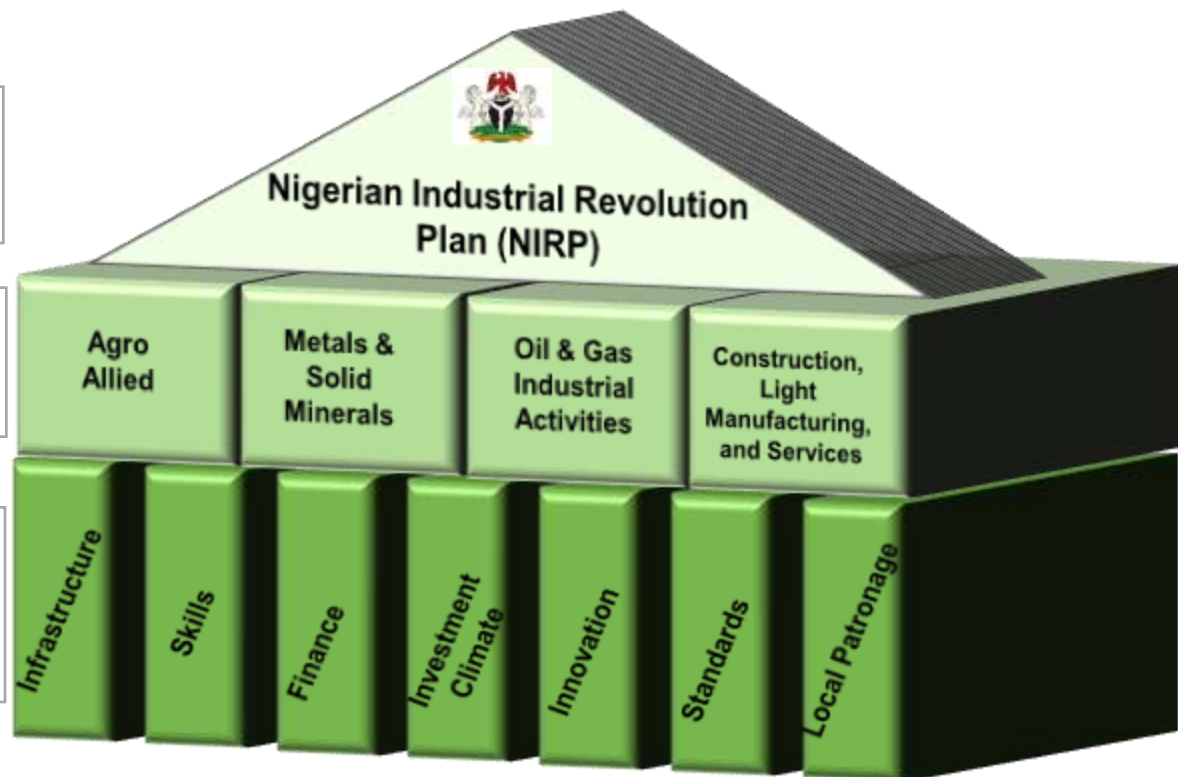 Nigerian Industrial Revolution
Plan (NIRP)
Agro
Allied
Metals &
Solid
Minerals
Oil & Gas
Industrial
Activities
Construction,
Light
Manufacturing,
and Services
Infrastructure
Skills
Finance
Investment
Climate
Innovation
Standards
Local Patronage